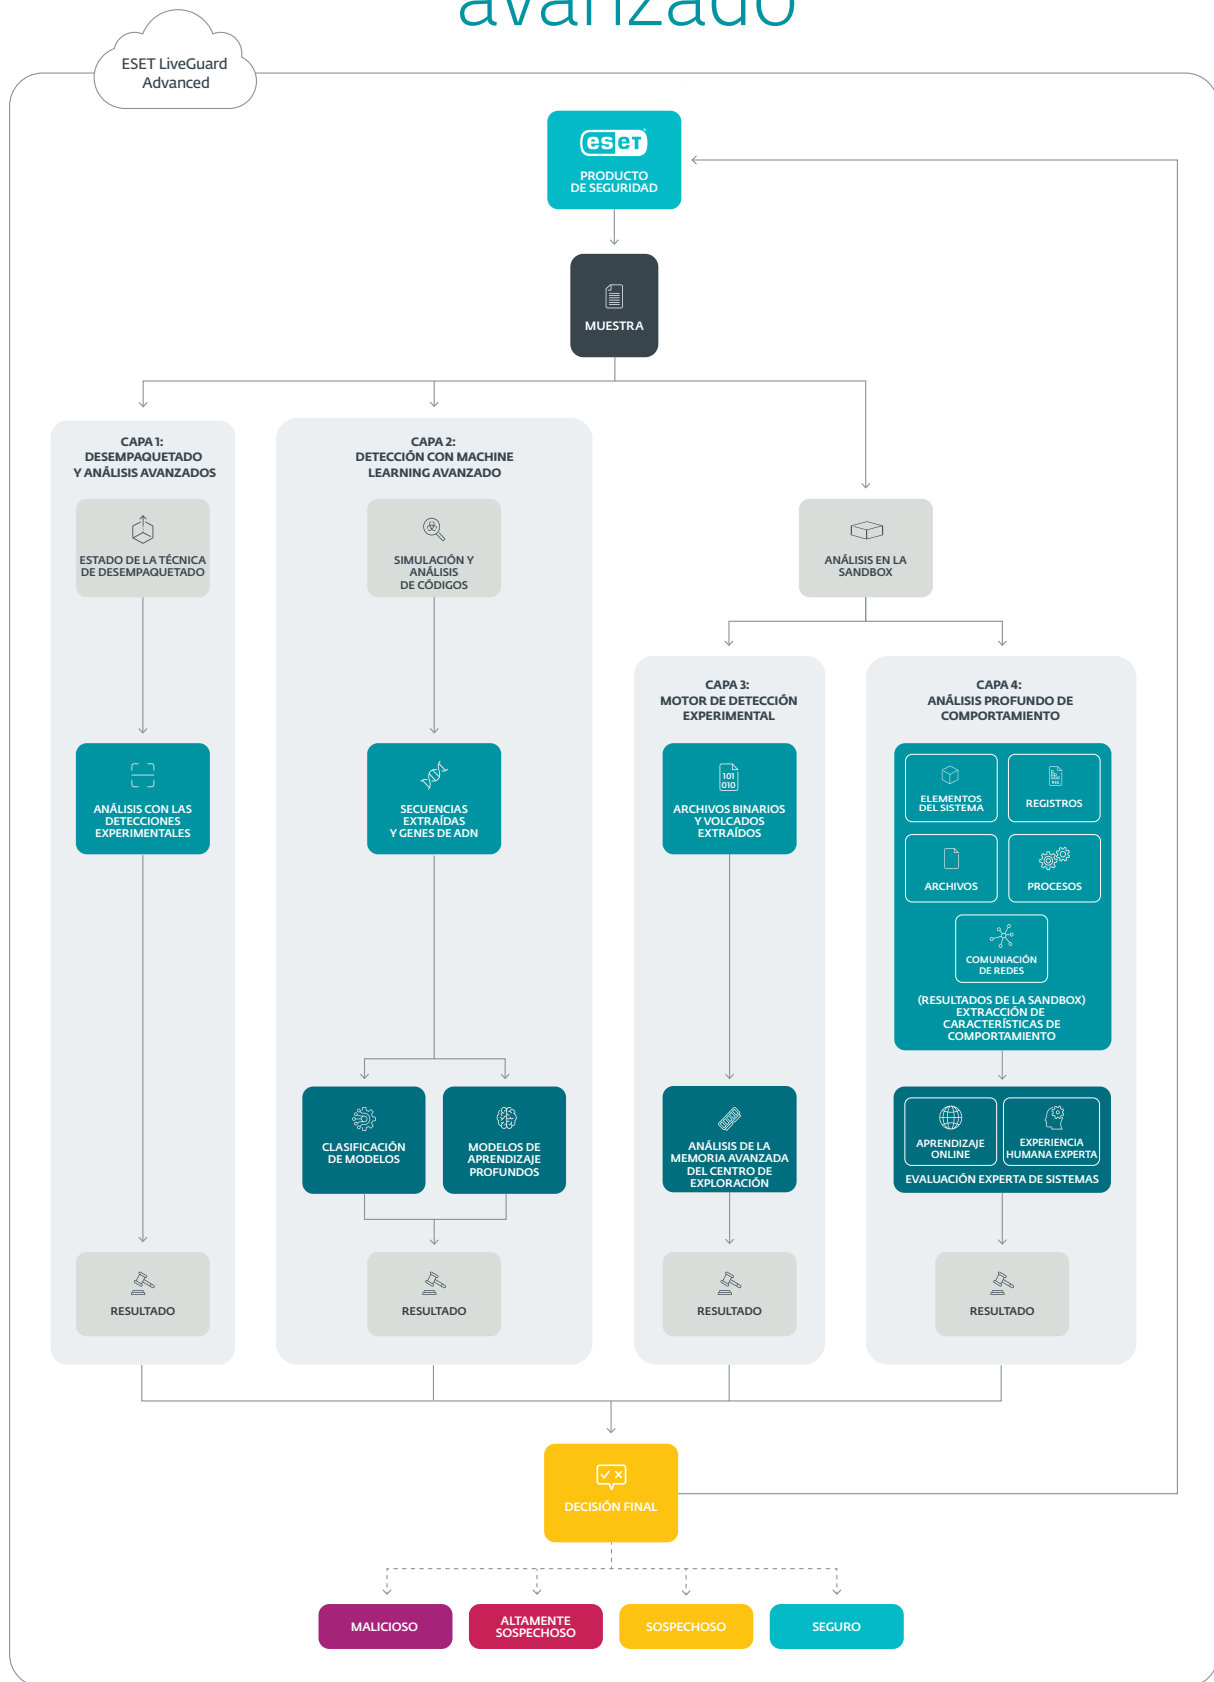 avanzado
ESET LiveGuard
Advanced
eset
PRODUCTO
DE SEGURIDAD
MUESTRA
CAPA 1:
DESEMPAQUETADO
Y ANÁLISIS AVANZADOS
CAPA 2:
DETECCIÓN CON MACHINE
LEARNING AVANZADO
ESTADO DE LA TÉCNICA
DE DESEMPAQUETADO
SIMULACIÓN Y
ANÁLISIS
DE CÓDIGOS
ANÁLISIS EN LA
SANDBOX
CAPA 3:
MOTOR DE DETECCIÓN
EXPERIMENTAL
CAPA 4:
ANÁLISIS PROFUNDO DE
COMPORTAMIENTO
ANÁLISIS CON LAS
DETECCIONES
EXPERIMENTALES
SECUENCIAS
EXTRAÍDAS
Y GENES DE ADN
101
010
ARCHIVOS BINARIOS
Y VOLCADOS
EXTRAÍDOS
ELEMENTOS
DEL SISTEMA
REGISTROS
ARCHIVOS
PROCESOS
COMUNIACIÓN
DE REDES
(RESULTADOS DE LA SANDBOX)
EXTRACCIÓN DE
CARACTERÍSTICAS DE
COMPORTAMIENTO
CLASIFICACIÓN
DE MODELOS
MODELOS DE
APRENDIZAJE
PROFUNDOS
ANÁLISIS DE LA
MEMORIA AVANZADA
DEL CENTRO DE
EXPLORACIÓN
APRENDIZAJE
ONLINE
EXPERIENCIA
HUMANA EXPERTA
EVALUACIÓN EXPERTA DE SISTEMAS
RESULTADO
RESULTADO
RESULTADO
RESULTADO
DECISIÓN FINAL
MALICIOSO
ALTAMENTE
SOSPECHOSO
SOSPECHOSO
SEGURO